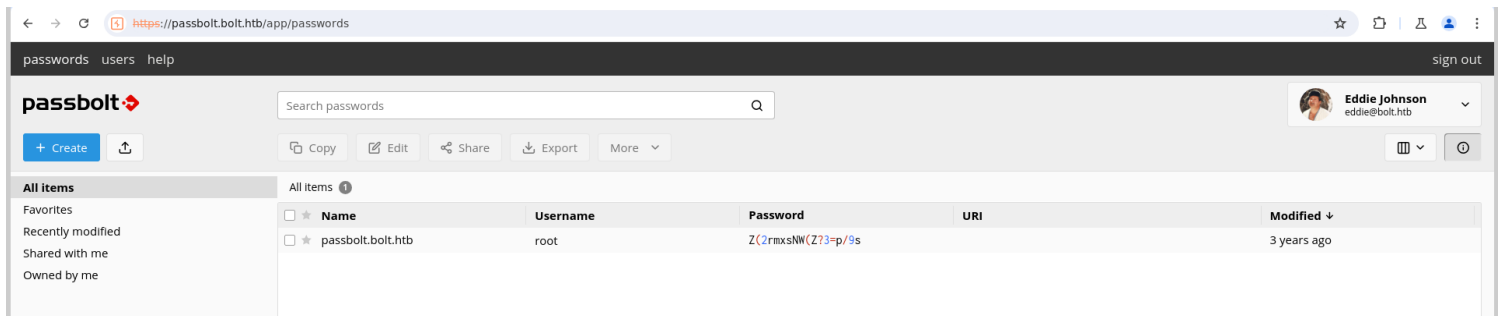 https://passbolt.bolt.htb/app/passwords
passwords users help sign out
passbolt
Search passwords
Eddie Johnson
eddie@bolt.htb
+ Create
Copy Edit Share Export More
All items
Favorites
Recently modified
Shared with me
Owned by me
All items 1
Name Username Password URI Modified
passbolt.bolt.htb root Z(2rmxsNW(Z?3=p/9s 3 years ago